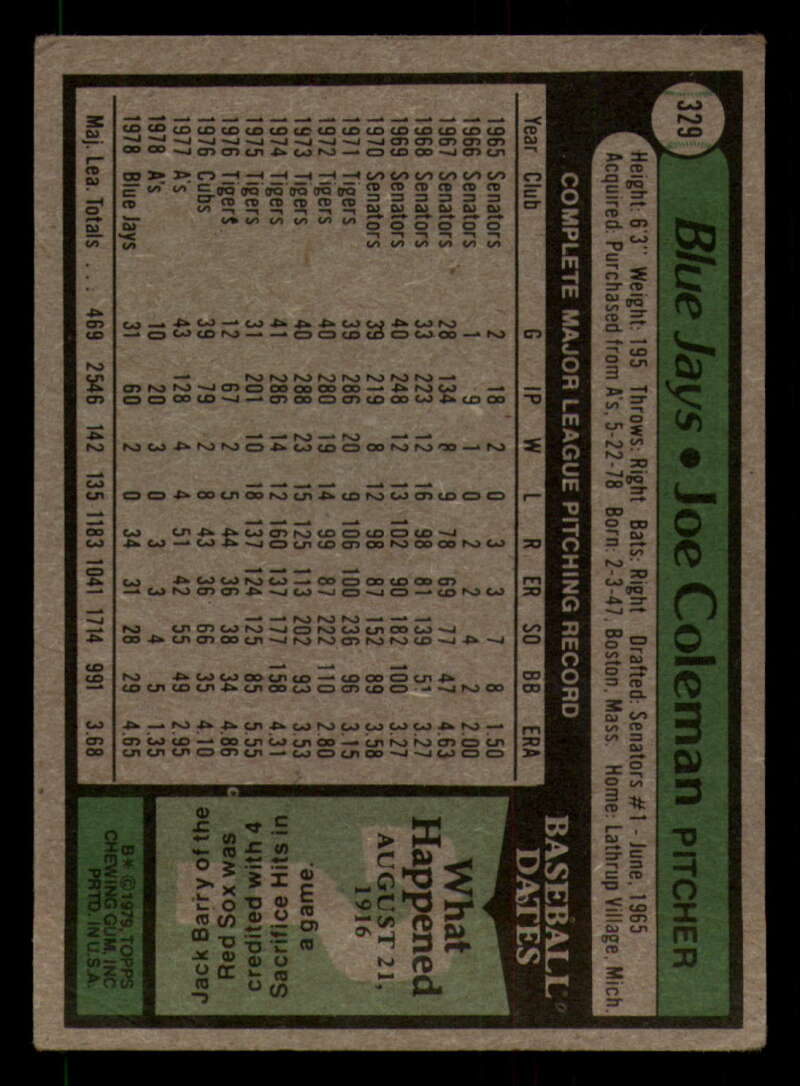 329
Blue Jays • Joe Coleman PITCHER
Height: 6'3" Weight: 195 Throws: Right Bats: Right Drafted: Senators #1 - June, 1965
Acquired: Purchased from A's, 5-22-78 Born: 2-3-47, Boston, Mass. Home: Lathrup Village, Mich.
COMPLETE MAJOR LEAGUE PITCHING RECORD
Year Club G IP W L R ER SO BB ERA
1965 Senators 2 18 2 0 3 3 7 8 1.50
1966 Senators 1 9 1 0 2 2 4 2 2.00
1967 Senators 28 134 8 9 78 69 77 47 4.63
1968 Senators 33 223 12 16 98 81 139 51 3.27
1969 Senators 40 248 12 13 102 90 182 100 3.27
1970 Senators 39 219 8 12 98 87 152 89 3.58
1971 Tigers 39 286 20 9 106 100 236 96 3.15
1972 Tigers 40 280 19 14 99 87 222 110 2.80
1973 Tigers 40 288 23 15 125 113 202 93 3.53
1974 Tigers 41 286 14 12 160 137 177 158 4.31
1975 Tigers 31 201 10 18 137 124 125 85 5.55
1976 Tigers 12 67 2 5 44 36 38 34 4.86
1976 Cubs 39 79 2 8 43 36 66 35 4.10
1977 A's 43 128 4 4 51 42 55 49 2.95
1978 A's 10 20 3 0 3 3 4 5 1.35
1978 Blue Jays 31 60 2 0 34 31 28 29 4.65
Maj. Lea. Totals . . . 469 2546 142 135 1183 1041 1714 991 3.68
BASEBALL
DATES
What
Happened
AUGUST 21,
1916
Jack Barry of the
Red Sox was
credited with 4
Sacrifice Hits in
a game.
B* © 1979, TOPPS
CHEWING GUM, INC
PRTD. IN U.S.A.